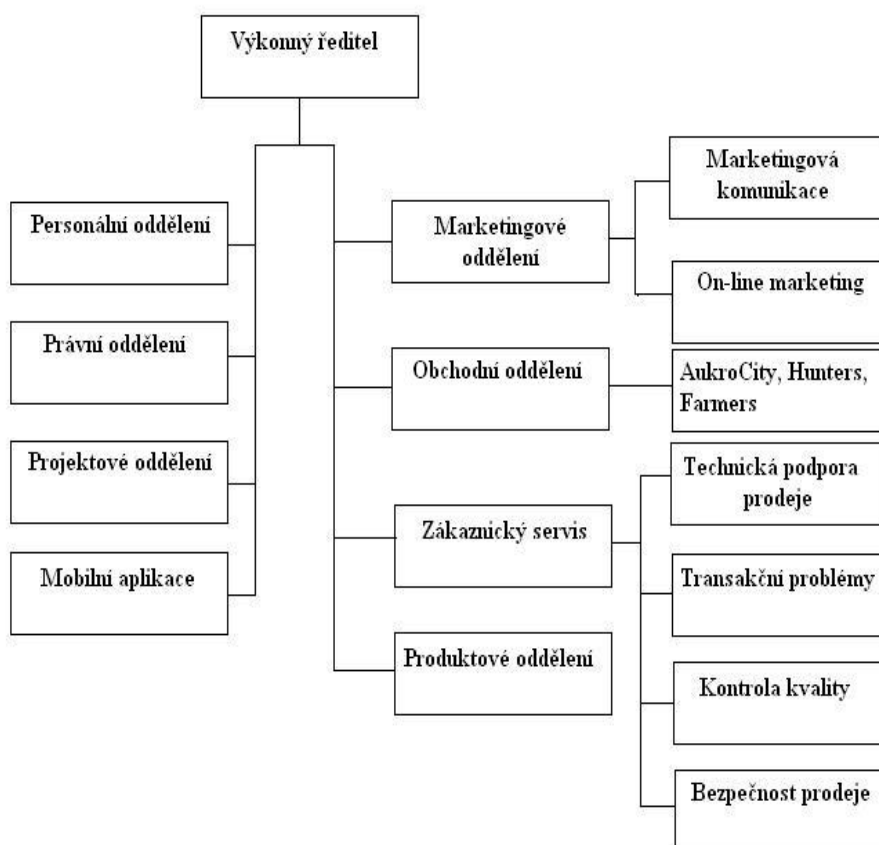 Výkonný ředitel
Personální oddělení
Právní oddělení
Projektové oddělení
Mobilní aplikace
Marketingové
oddělení
Obchodní oddělení
Zákaznický servis
Produktové oddělení
Marketingová
komunikace
On-line marketing
AukroCity, Hunters,
Farmers
Technická podpora
prodeje
Transakční problémy
Kontrola kvality
Bezpečnost prodeje